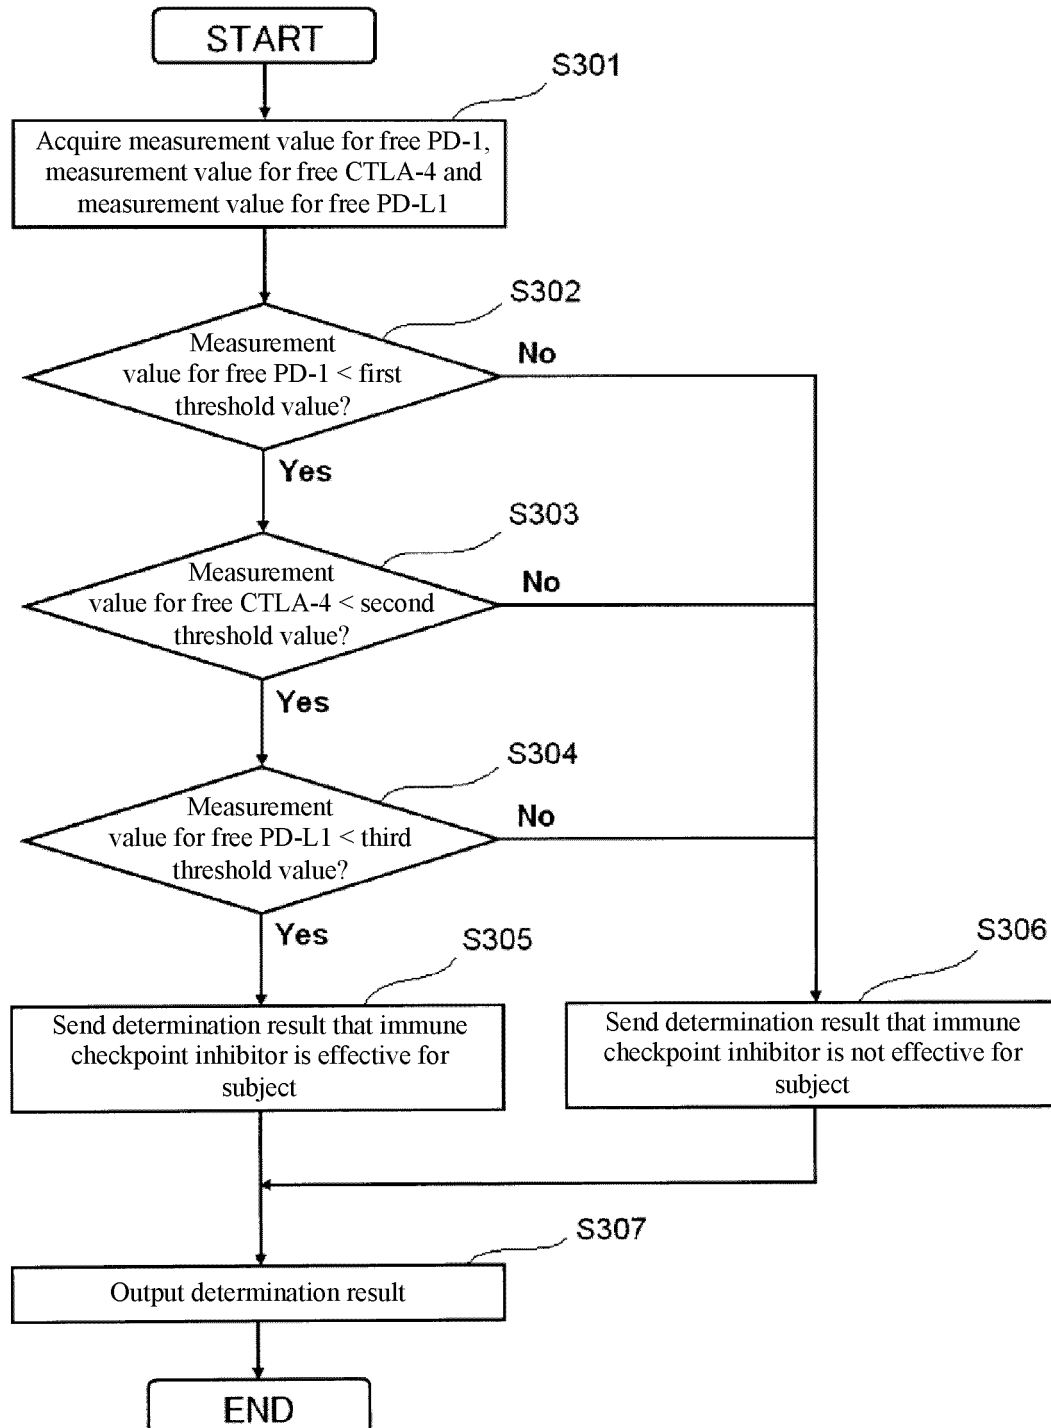 START
S301
Acquire measurement value for free PD-1,
measurement value for free CTLA-4 and
measurement value for free PD-L1
S302
Measurement
value for free PD-1 < first
threshold value?
No
Yes
S303
Measurement
value for free CTLA-4 < second
threshold value?
No
Yes
S304
Measurement
value for free PD-L1 < third
threshold value?
No
Yes
S305
Send determination result that immune
checkpoint inhibitor is effective for
subject
S306
Send determination result that immune
checkpoint inhibitor is not effective for
subject
S307
Output determination result
END